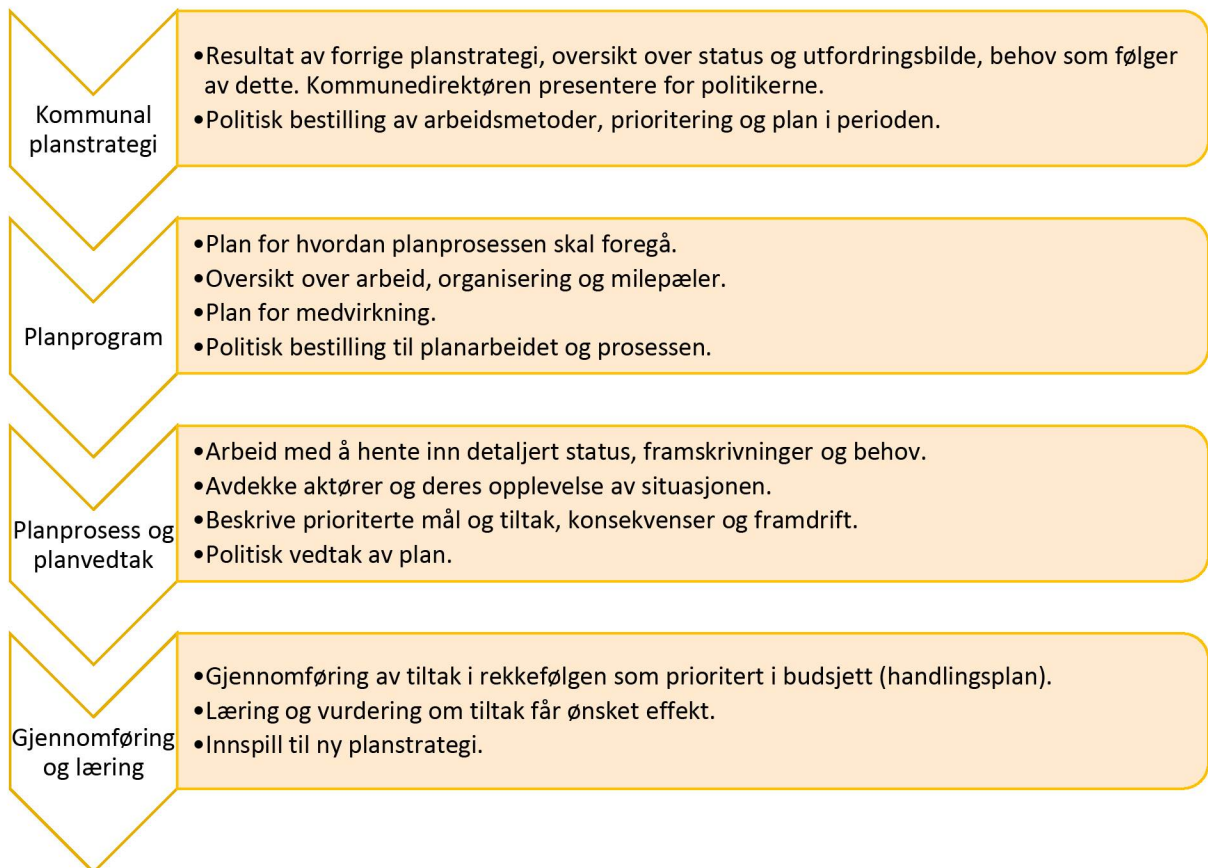 Kommunal
planstrategi
•Resultat av forrige planstrategi, oversikt over status og utfordringsbilde, behov som følger
av dette. Kommunedirektøren presentere for politikerne.
•Politisk bestilling av arbeidsmetoder, prioritering og plan i perioden.
Planprogram
•Plan for hvordan planprosessen skal foregå.
•Oversikt over arbeid, organisering og milepæler.
•Plan for medvirkning.
•Politisk bestilling til planarbeidet og prosessen.
Planprosess og
planvedtak
•Arbeid med å hente inn detaljert status, framskrivninger og behov.
•Avdekke aktører og deres opplevelse av situasjonen.
•Beskrive prioriterte mål og tiltak, konsekvenser og framdrift.
•Politisk vedtak av plan.
Gjennomføring
og læring
•Gjennomføring av tiltak i rekkefølgen som prioritert i budsjett (handlingsplan).
•Læring og vurdering om tiltak får ønsket effekt.
•Innspill til ny planstrategi.